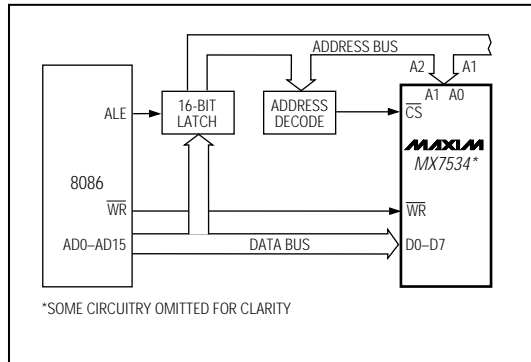 ADDRESS BUS
A2 A1
ALE
16-BIT
LATCH
ADDRESS
DECODE
A1 A0
CS
MAXIM
MX7534*
8086
WR
WR
AD0–AD15
DATA BUS
D0–D7
*SOME CIRCUITRY OMITTED FOR CLARITY